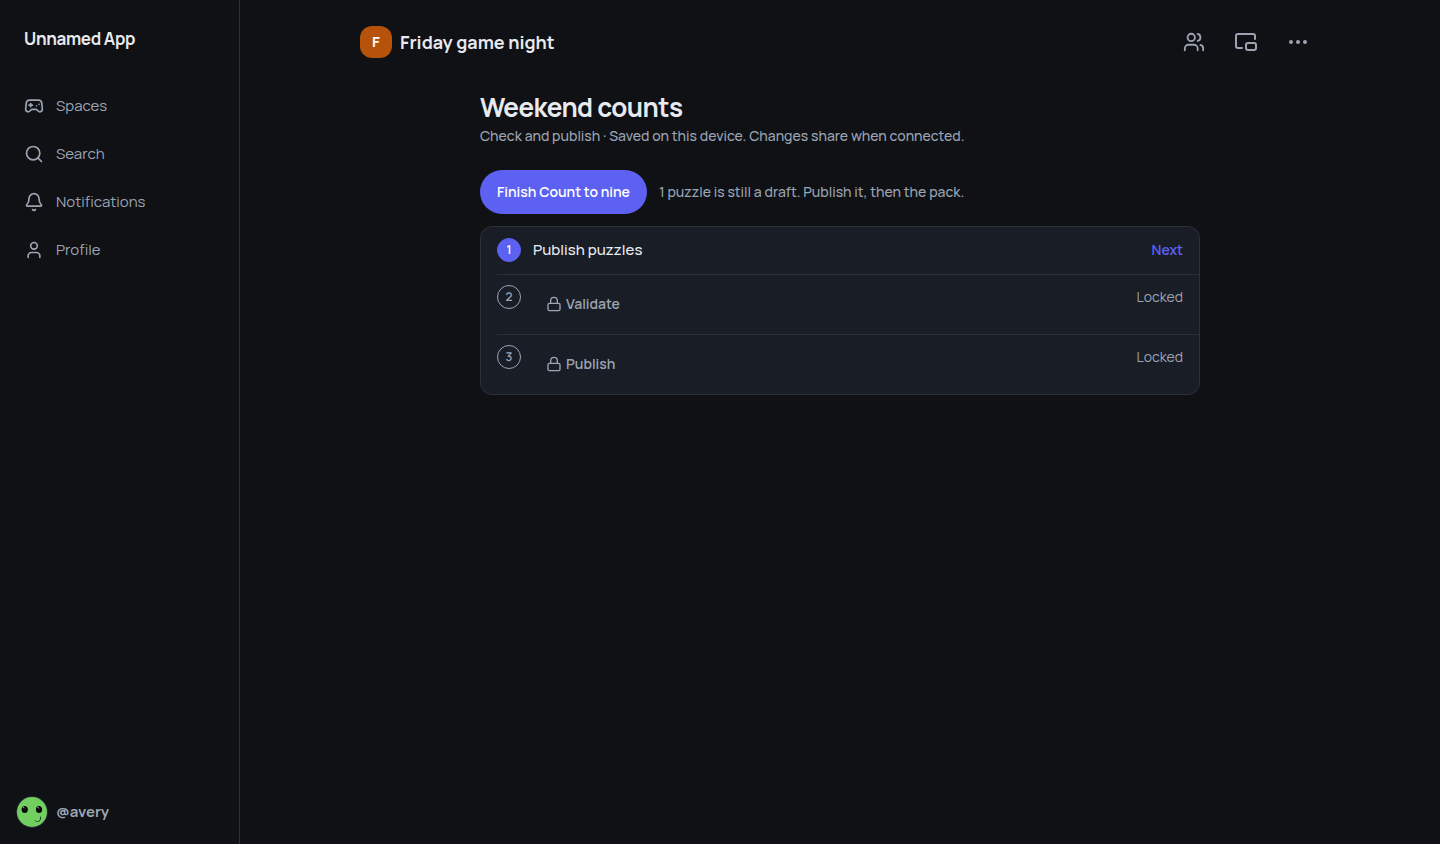 Unnamed App
Spaces
Search
Notifications
Profile
@avery
F Friday game night
Weekend counts
Check and publish · Saved on this device. Changes share when connected.
Finish Count to nine 1 puzzle is still a draft. Publish it, then the pack.
1 Publish puzzles Next
2 Validate Locked
3 Publish Locked